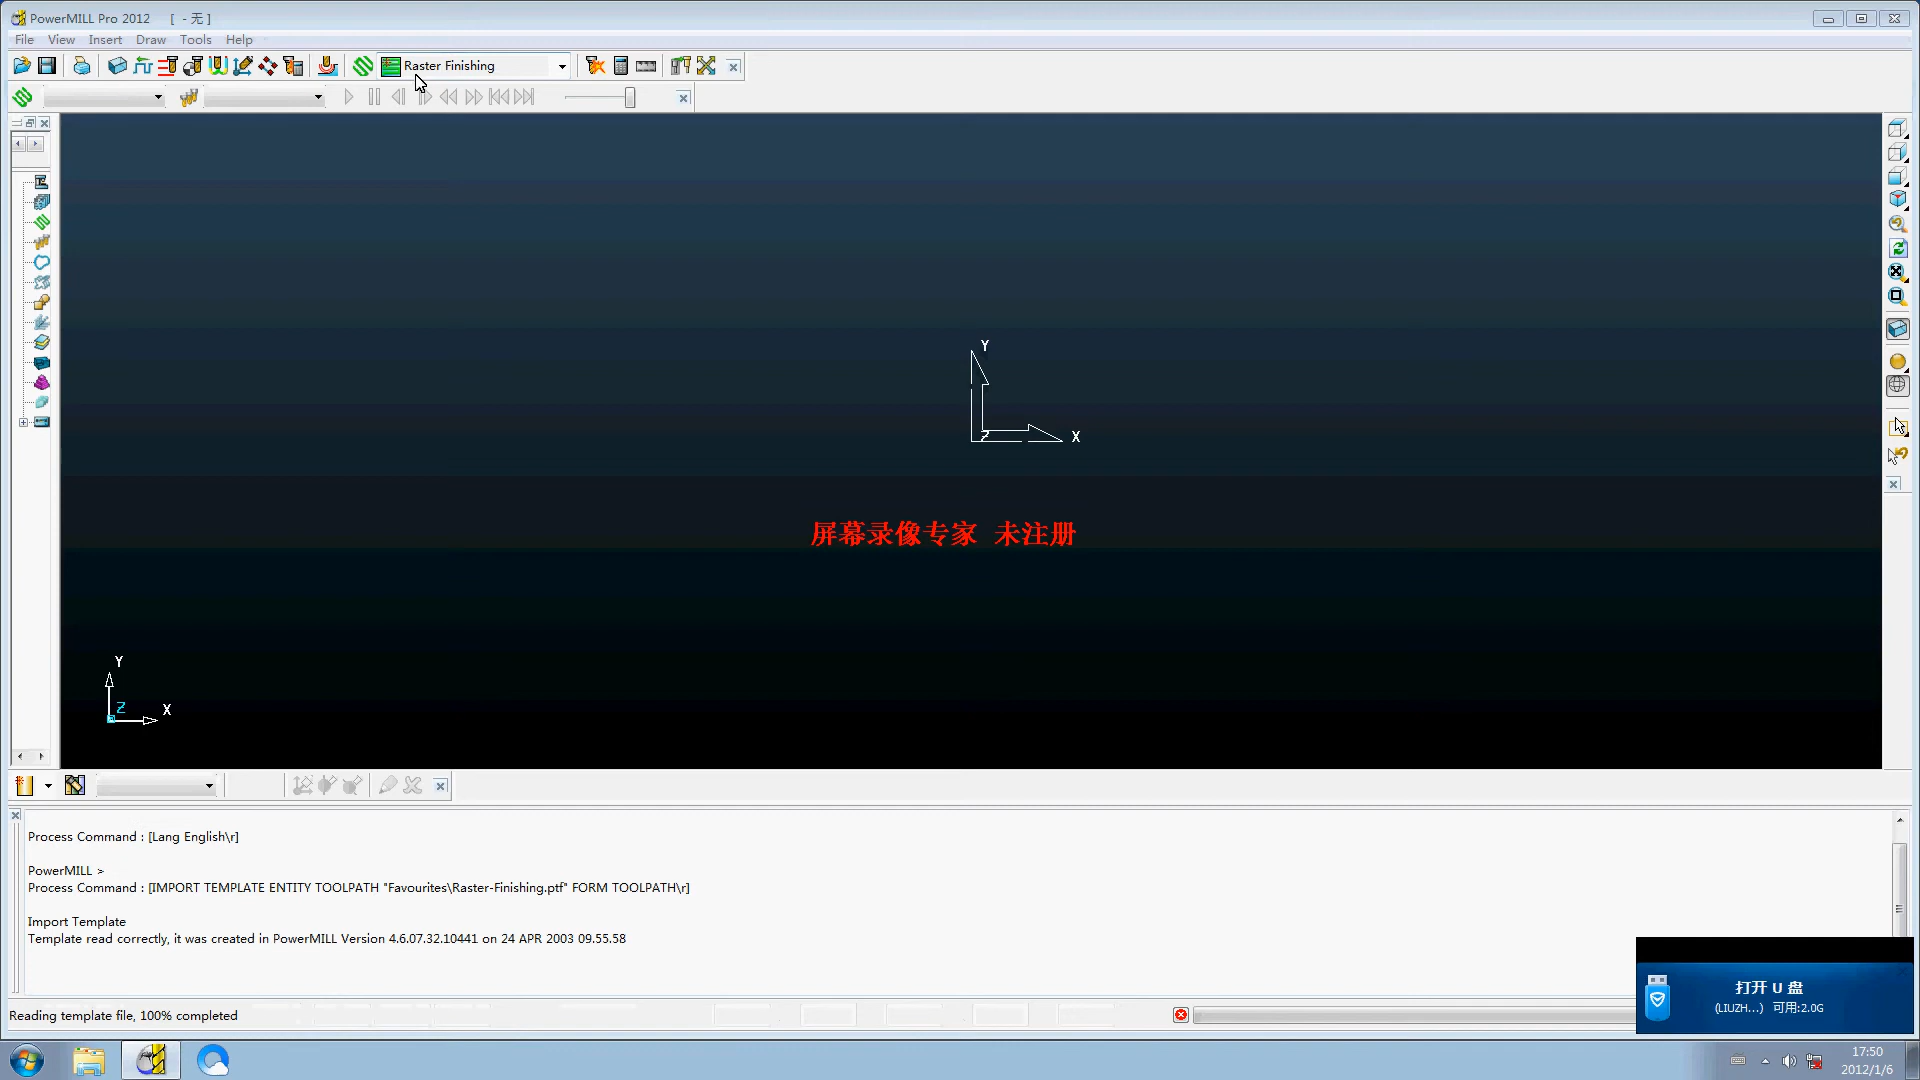 PowerMILL Pro 2012 [ - 无 ]
File View Insert Draw Tools Help
Raster Finishing
Y
X
Z
屏幕录像专家 未注册
Y
Z
X
Process Command : [Lang English\r]
PowerMILL >
Process Command : [IMPORT TEMPLATE ENTITY TOOLPATH "Favourites\Raster-Finishing.ptf" FORM TOOLPATH\r]
Import Template
Template read correctly, it was created in PowerMILL Version 4.6.07.32.10441 on 24 APR 2003 09.55.58
打开 U 盘
(LIUZH...) 可用:2.0G
Reading template file, 100% completed
17:50
2012/1/6